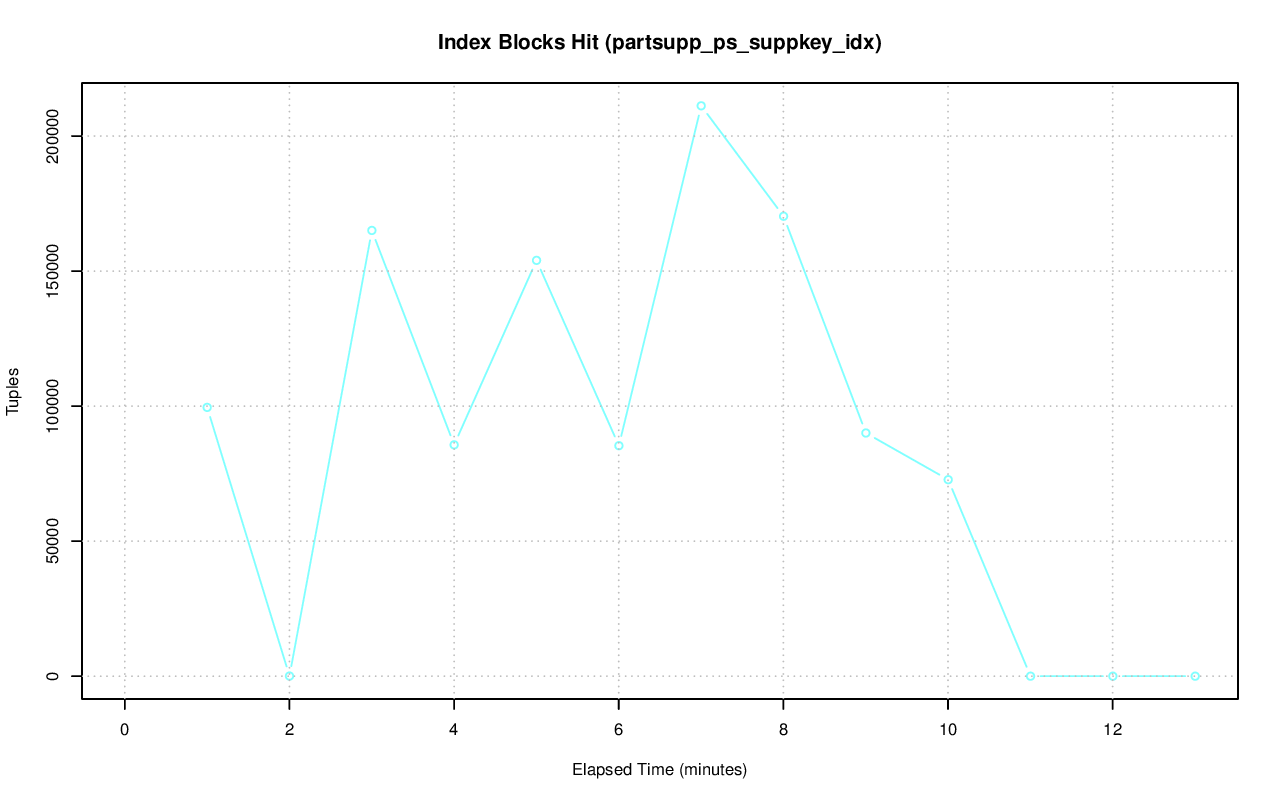 Index Blocks Hit (partsupp_ps_suppkey_idx)
Tuples
200000
150000
100000
50000
0
0 2 4 6 8 10 12
Elapsed Time (minutes)